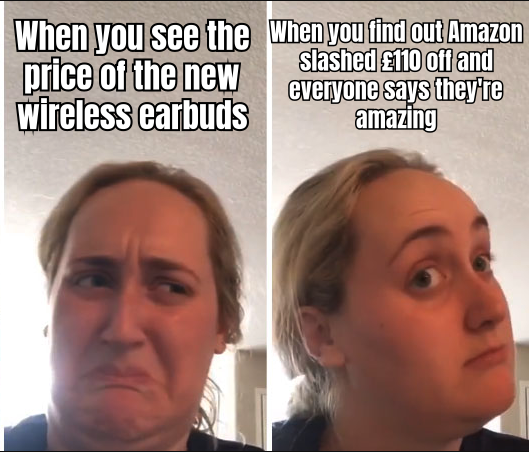 When you see the
price of the new
wireless earbuds
When you find out Amazon
slashed £110 off and
everyone says they're
amazing